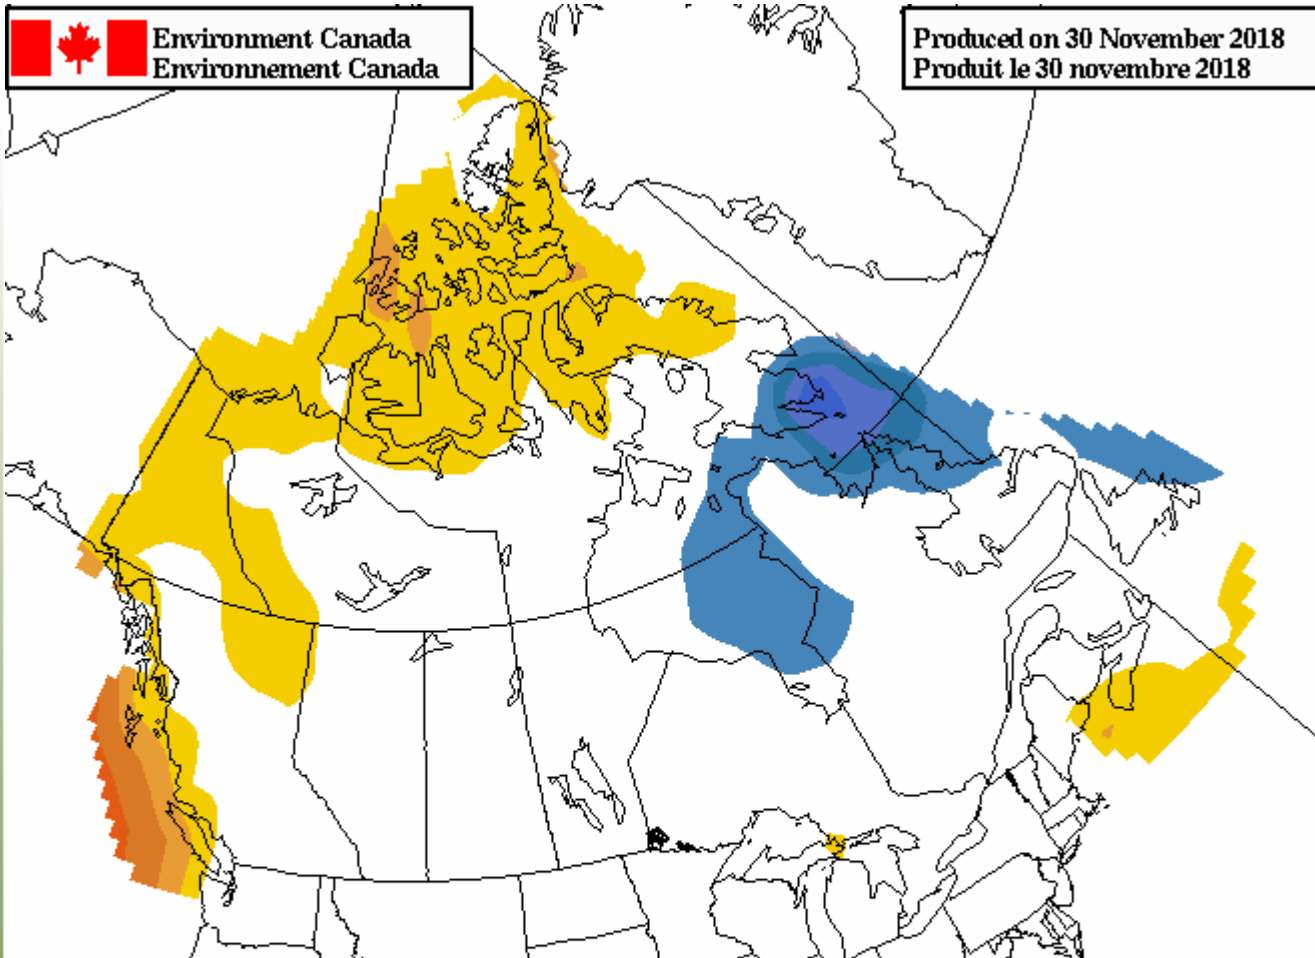 Environment Canada
Environnement Canada
Produced on 30 November 2018
Produit le 30 novembre 2018